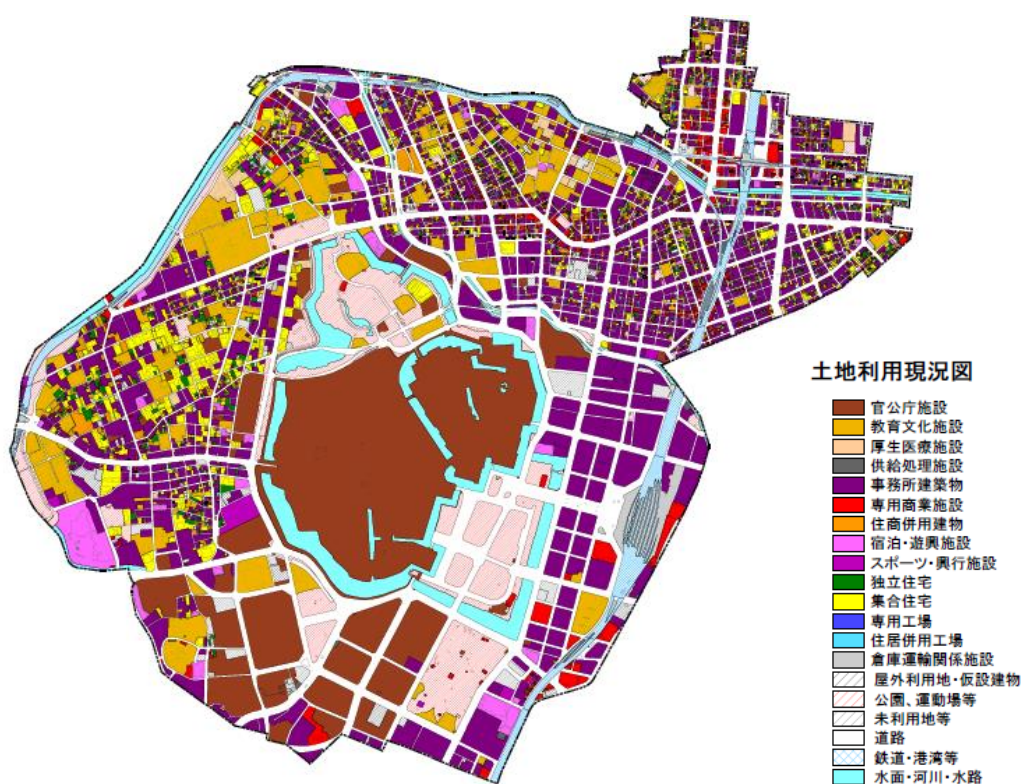 土地利用現況図
官公庁施設
教育文化施設
厚生医療施設
供給処理施設
事務所建築物
専用商業施設
住商併用建物
宿泊・遊興施設
スポーツ・興行施設
独立住宅
集合住宅
専用工場
住居併用工場
倉庫運輸関係施設
屋外利用地・仮設建物
公園、運動場等
未利用地等
道路
鉄道・港湾等
水面・河川・水路